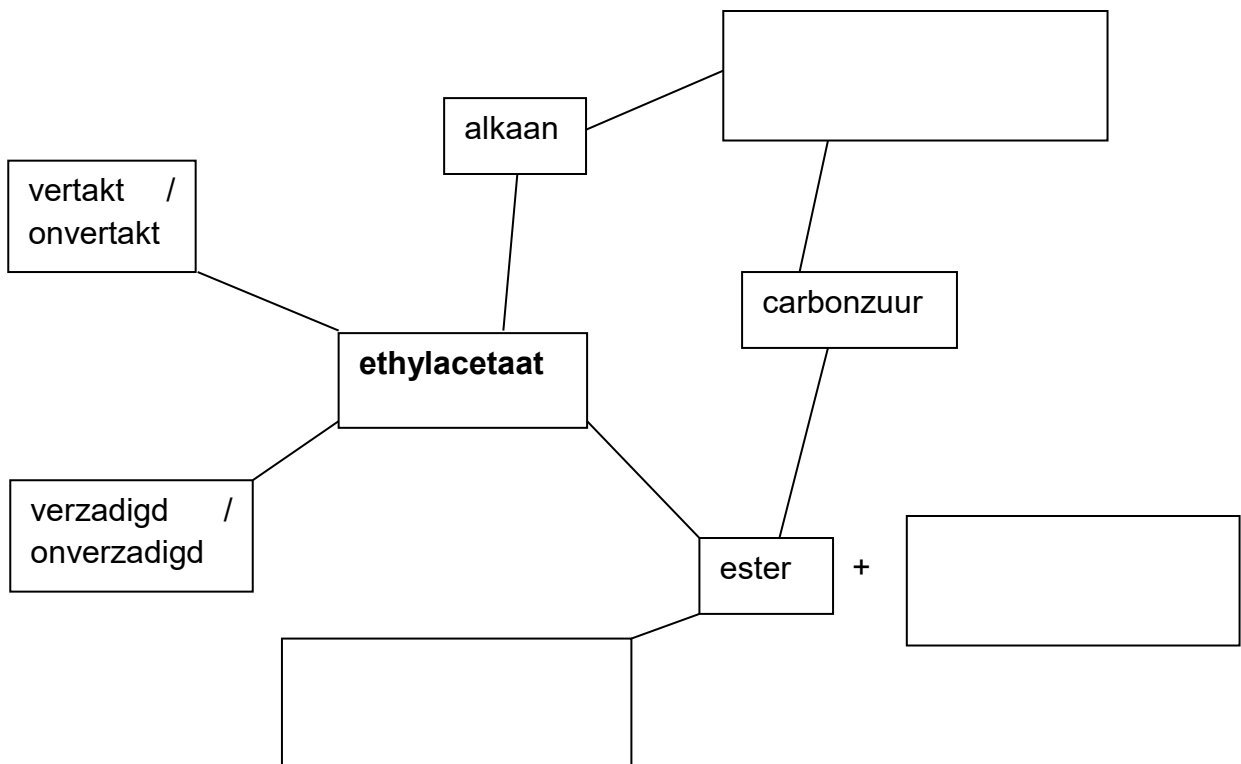 alkaan
vertakt /
onvertakt
carbonzuur
ethylacetaat
verzadigd /
onverzadigd
ester +